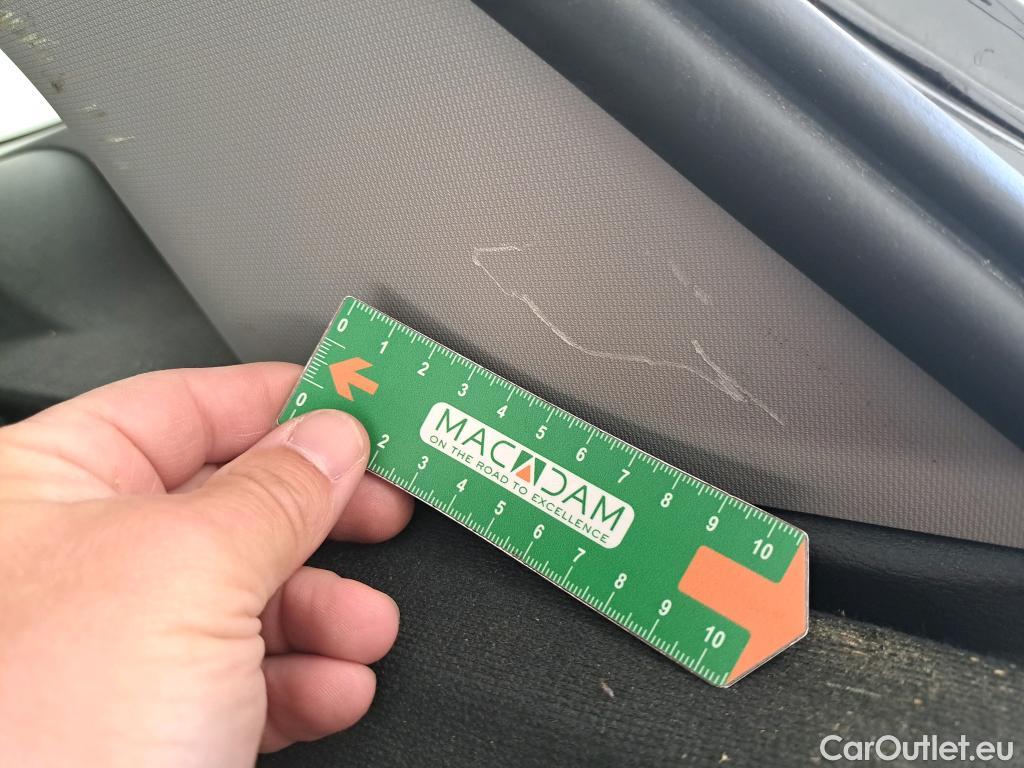 0 1 2 3 4 5 6 7 8 9 10
MACADAM
ON THE ROAD TO EXCELLENCE
0 2 3 4 5 6 7 8 9 10
CarOutlet.eu